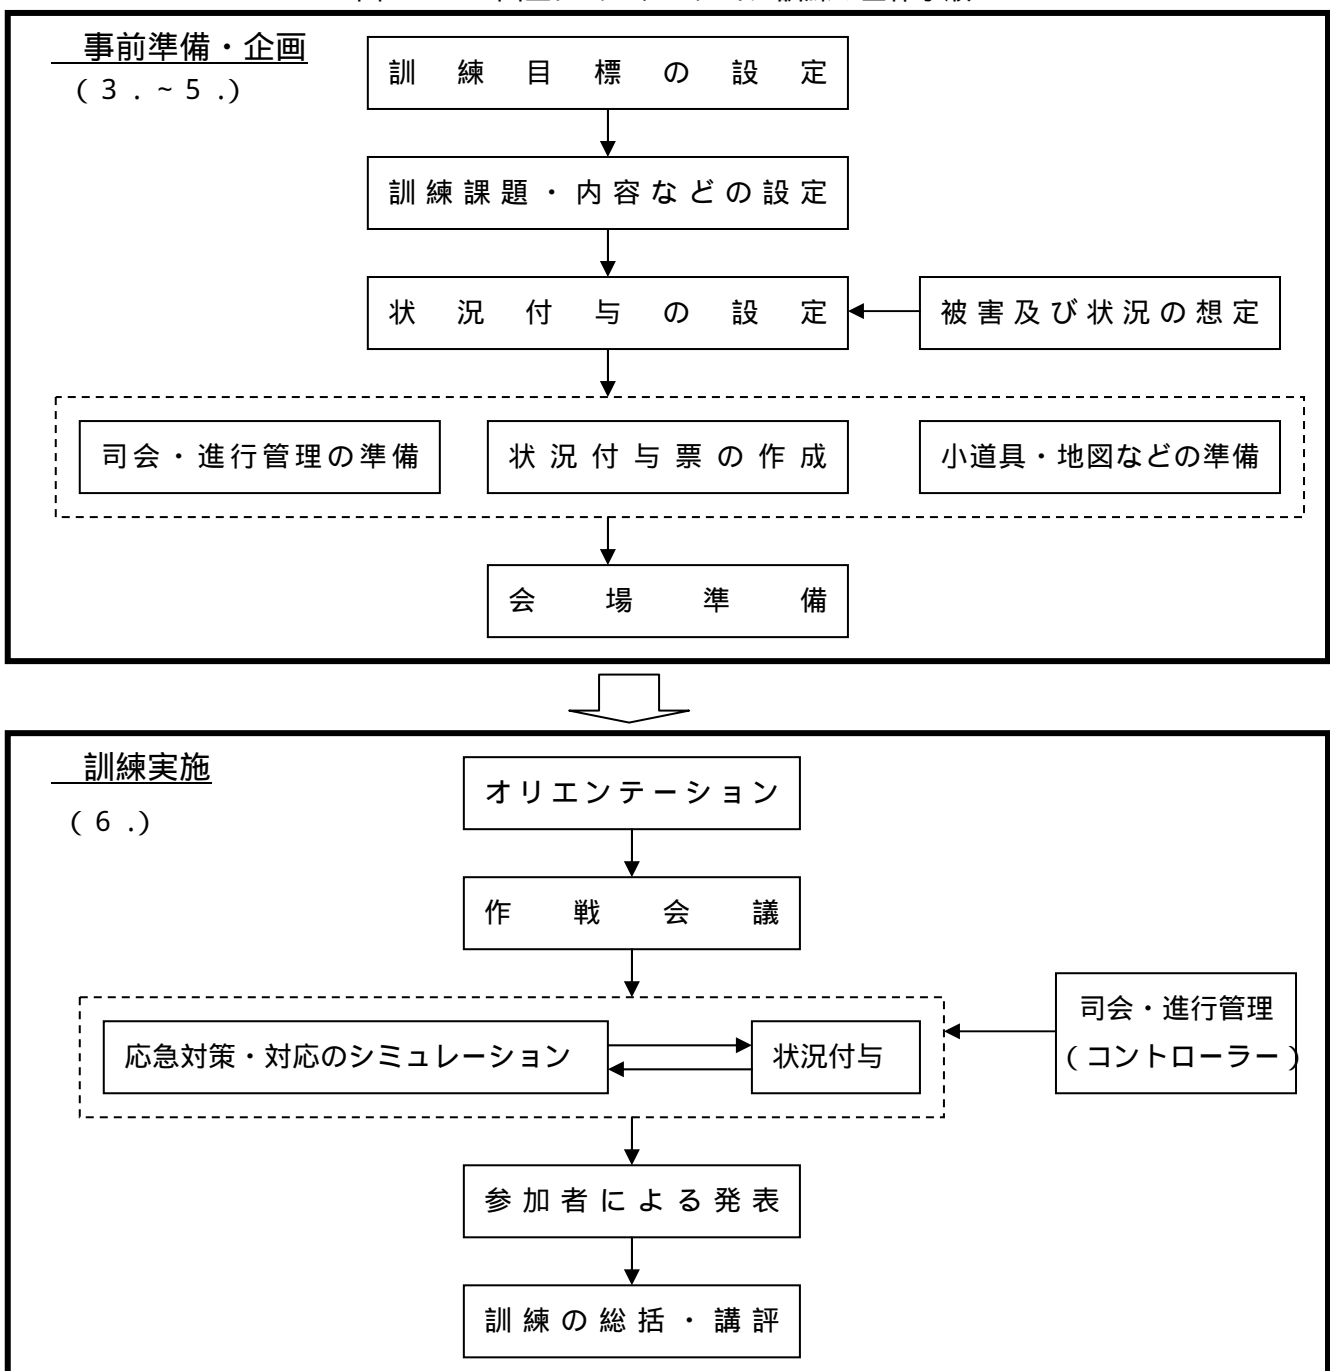 事前準備・企画
(3.~5.)
訓練目標の設定
訓練課題・内容などの設定
状況付与の設定
被害及び状況の想定
司会・進行管理の準備
状況付与票の作成
小道具・地図などの準備
会場準備
訓練実施
(6.)
オリエンテーション
作戦会議
応急対策・対応のシミュレーション
状況付与
司会・進行管理
(コントローラー)
参加者による発表
訓練の総括・講評